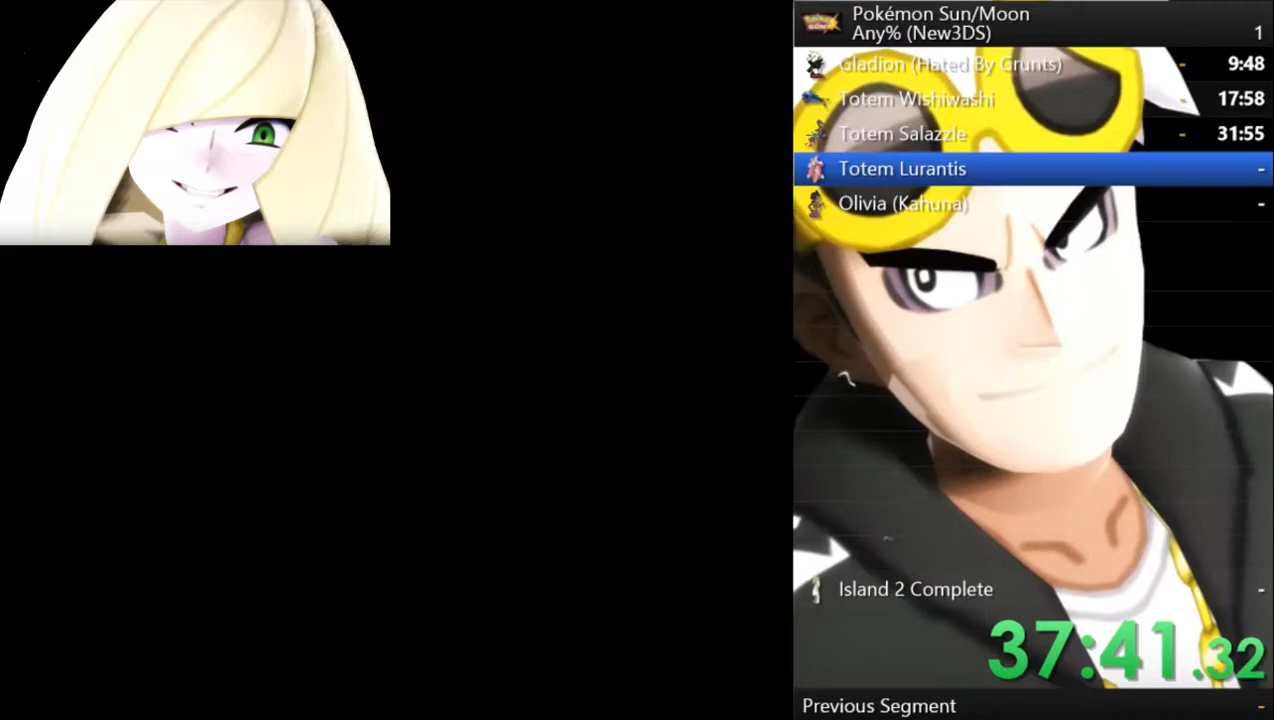 Pokémon Sun/Moon
Any% (New3DS) 1
Gladion (Hated By Grunts) - 9:48
Totem Wishiwashi - 17:58
Totem Salazzle - 31:55
Totem Lurantis -
Olivia (Kahuna) -
Island 2 Complete -
37:41.32
Previous Segment -